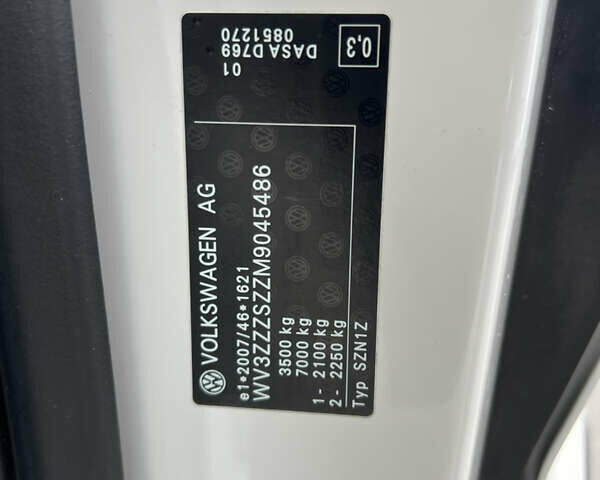 VOLKSWAGEN AG
e1*2007/46*1621
WV3ZZZSZZM9045486
3500 kg
7000 kg
1- 2100 kg
2- 2250 kg
Typ SZN1Z
01
DASA D769
0851270
0,3